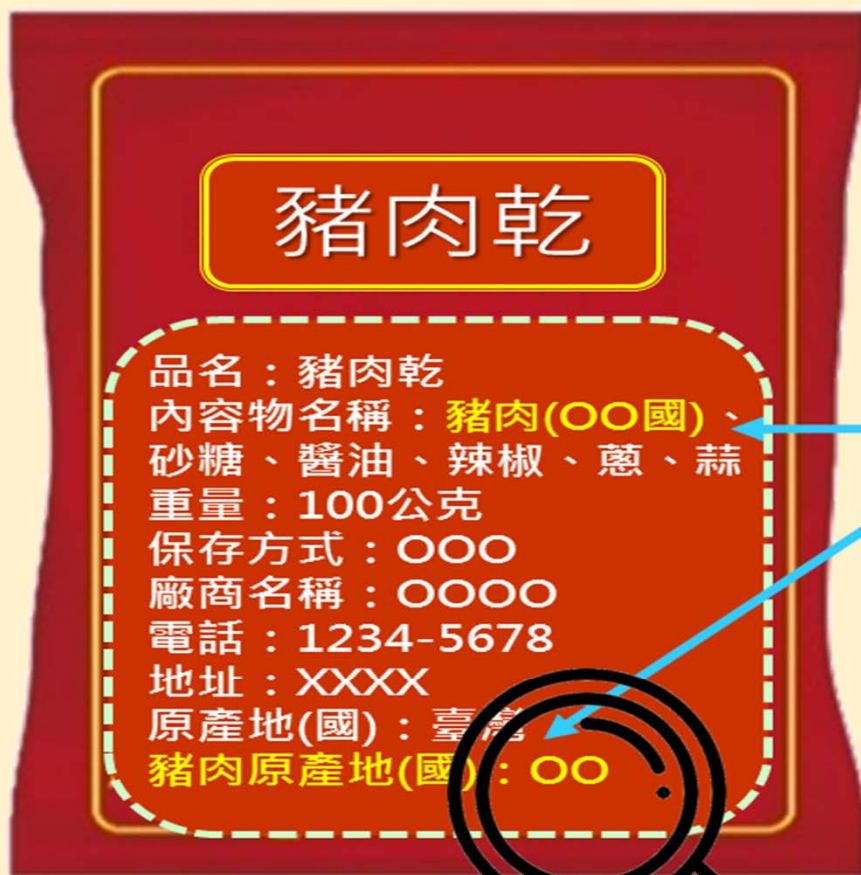 豬肉乾
品名：豬肉乾
內容物名稱：豬肉(OO國)、
砂糖、醬油、辣椒、蔥、蒜
重量：100公克
保存方式：OOO
廠商名稱：OOOO
電話：1234-5678
地址：XXXX
原產地(國)：臺灣
豬肉原產地(國)：OO